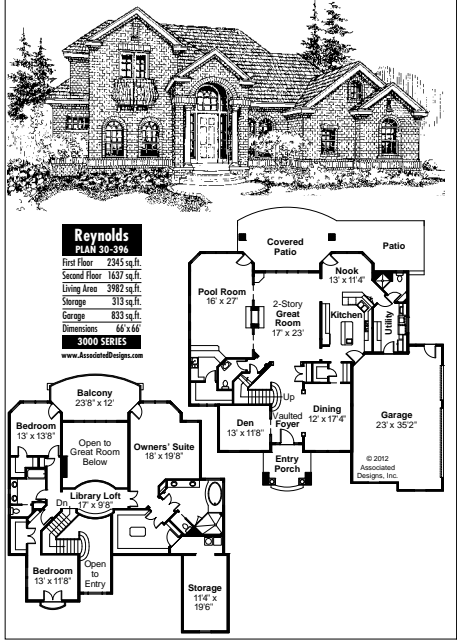 Reynolds
PLAN 30-396
First Floor 2345 sq.ft.
Second Floor 1637 sq.ft.
Living Area 3982 sq.ft.
Storage 313 sq.ft.
Garage 833 sq.ft.
Dimensions 66'x 66'
3000 SERIES
www.AssociatedDesigns.com
Covered
Patio
Patio
Nook
13' x 11'4"
Pool Room
16' x 27'
2-Story
Great
Room
17' x 23'
Kitchen
Utility
Up
Dining
12' x 17'4"
Garage
23' x 35'2"
Den
13' x 11'8"
Vaulted
Foyer
Entry
Porch
© 2012
Associated
Designs, Inc.
Balcony
23'8" x 12'
Bedroom
13' x 13'8"
Open to
Great Room
Below
Owners' Suite
18' x 19'8"
Library Loft
17' x 9'8"
Dn
Bedroom
13' x 11'8"
Open
to
Entry
Storage
11'4" x
19'6"